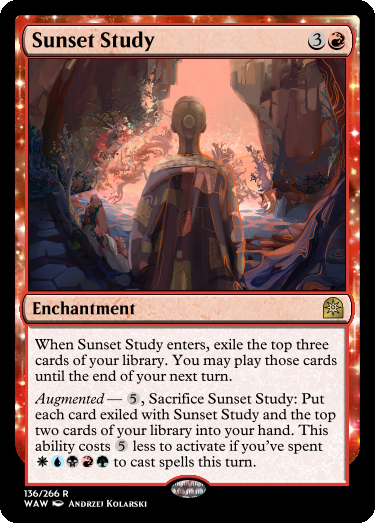 Sunset Study 3
Enchantment
When Sunset Study enters, exile the top three
cards of your library. You may play those cards
until the end of your next turn.
Augmented — 5, Sacrifice Sunset Study: Put
each card exiled with Sunset Study and the top
two cards of your library into your hand. This
ability costs 5 less to activate if you've spent
to cast spells this turn.
136/266 R
WAW Andrzej Kolarski